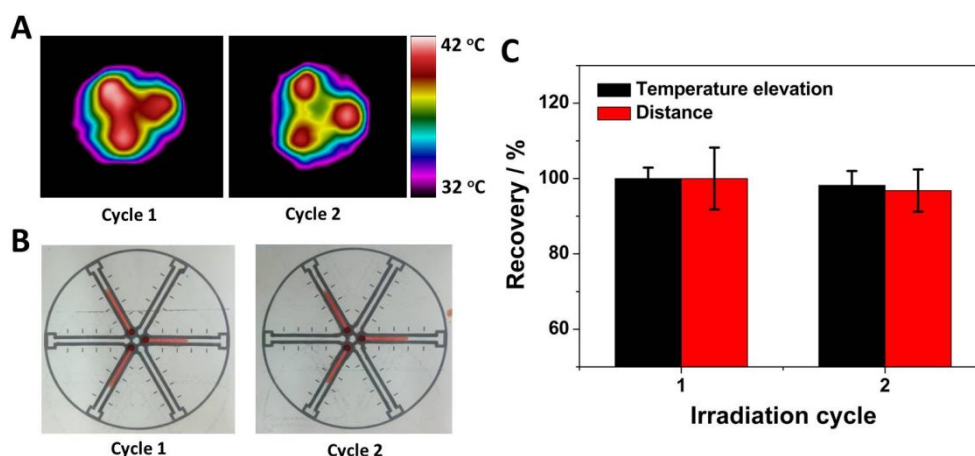 A
42 °C
32 °C
Cycle 1
Cycle 2
B
Cycle 1
Cycle 2
C
Temperature elevation
Distance
Recovery / %
120
100
80
60
1
2
Irradiation cycle